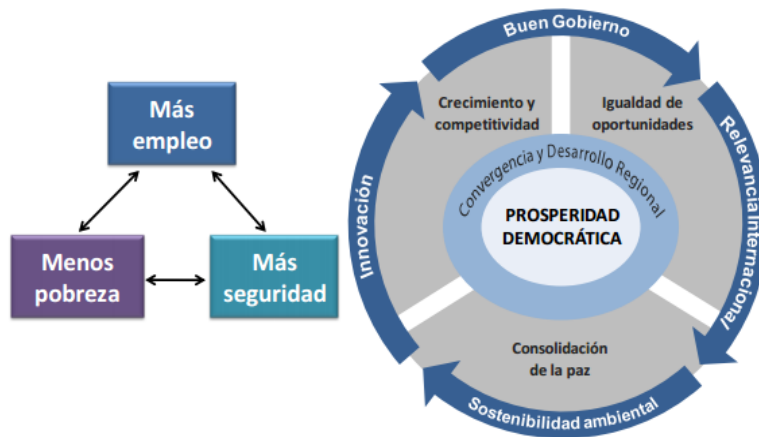 Más
empleo
Menos
pobreza
Más
seguridad
Buen Gobierno
Relevancia Internacional
Sostenibilidad ambiental
Innovación
Crecimiento y
competitividad
Igualdad de
oportunidades
Convergencia y Desarrollo Regional
PROSPERIDAD
DEMOCRÁTICA
Consolidación
de la paz